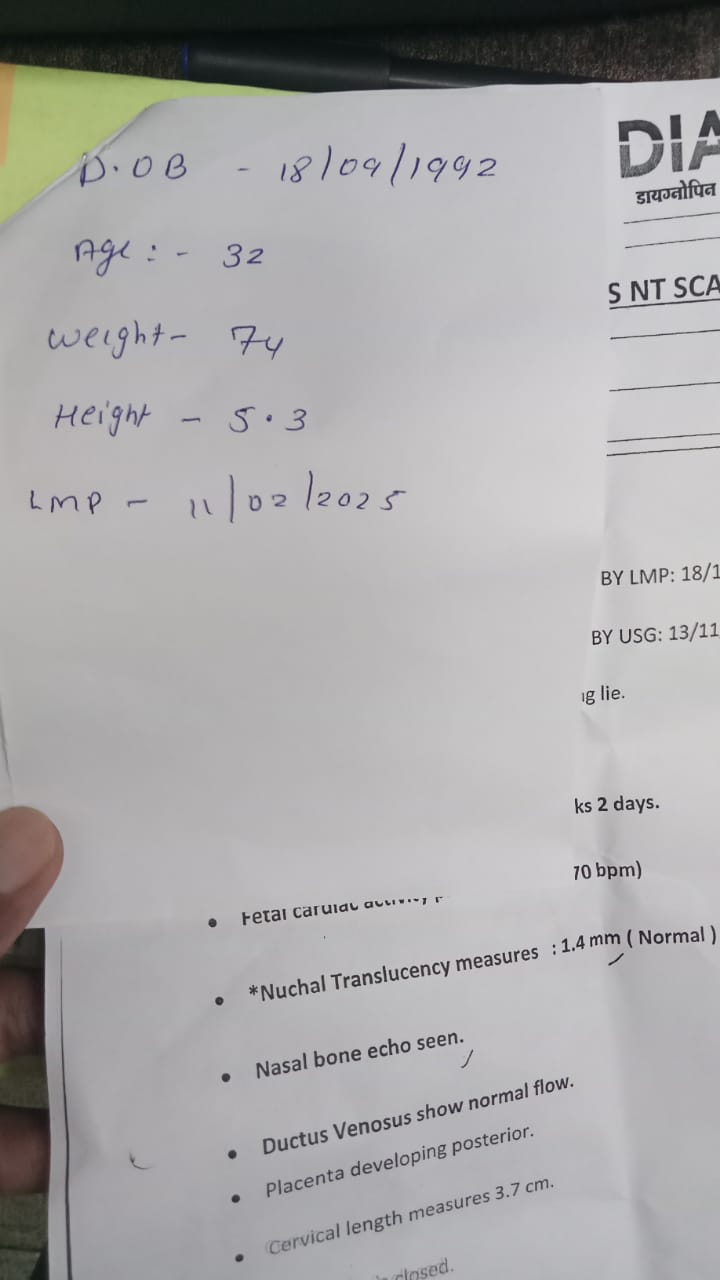 D.OB - 18/09/1992
Age :- 32
Weight- 74
Height - 5.3
LMP - 11/02/2025
DIA
डायग्नोपिन
S NT SCA
BY LMP: 18/1
BY USG: 13/11
lie.
ks 2 days.
70 bpm)
• Fetal cardiac activity
• *Nuchal Translucency measures : 1.4 mm ( Normal )
• Nasal bone echo seen.
• Ductus Venosus show normal flow.
• Placenta developing posterior.
• Cervical length measures 3.7 cm.
closed.